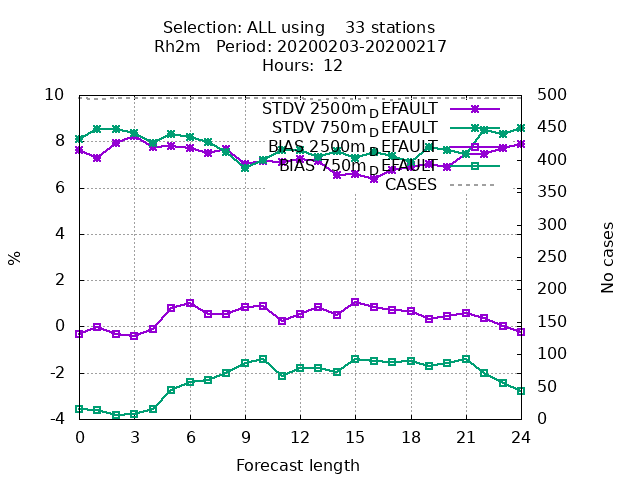 Selection: ALL using 33 stations
Rh2m Period: 20200203-20200217
Hours: 12
10 500
STDV 2500m_DEFAULT
450
STDV 750m_DEFAULT
8 400
BIAS 2500m_DEFAULT
BIAS 750m_DEFAULT
6 CASES 350
4 300
250
2 200
0 150
100
-2 50
-4 0
0 3 6 9 12 15 18 21 24
Forecast length
%
No cases